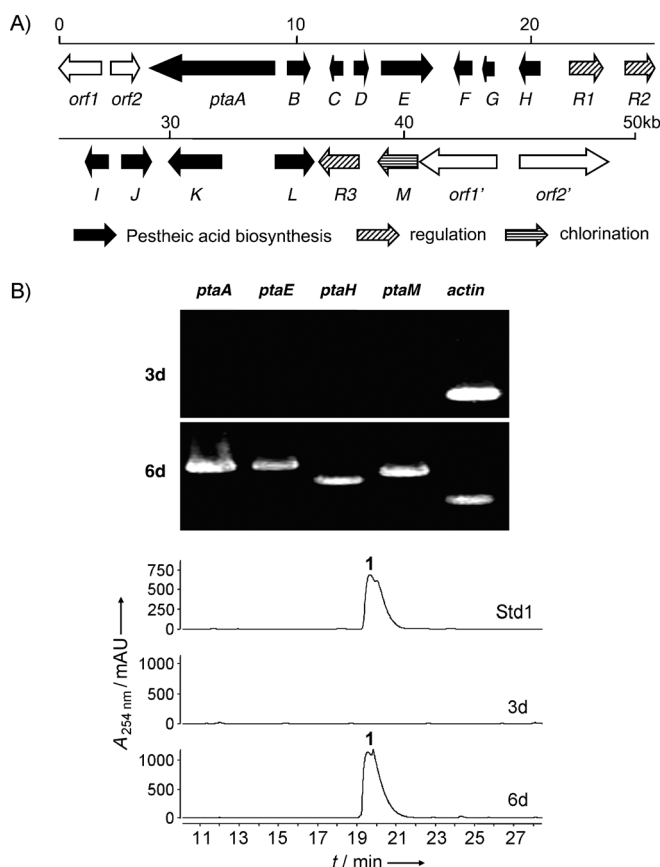 A)
0 10 20
orf1 orf2 ptaA B C D E F G H R1 R2
30 40 50kb
I J K L R3 M orf1' orf2'
Pestheic acid biosynthesis regulation chlorination
B)
ptaA ptaE ptaH ptaM actin
3d
6d
750
500
250
0
1
Std1
1000
500
0
3d
1000
500
0
1
6d
A254 nm / mAU
11 13 15 17 19 21 23 25 27
t / min